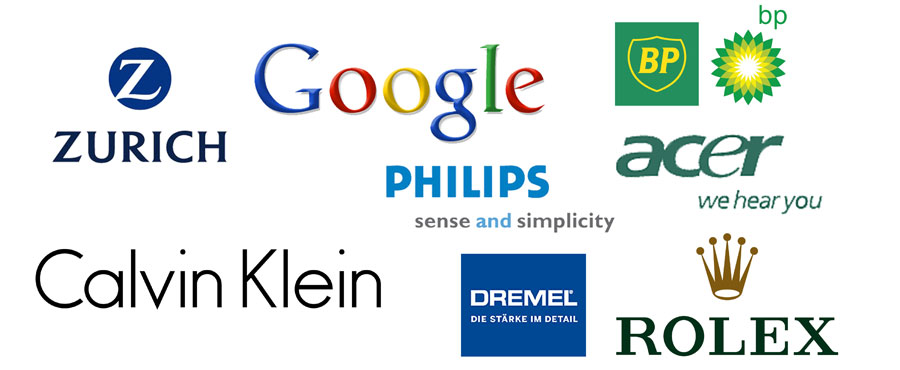 Z
ZURICH
Google
BP
bp
PHILIPS
sense and simplicity
acer
we hear you
Calvin Klein
DREMEL
DIE STÄRKE IM DETAIL
ROLEX